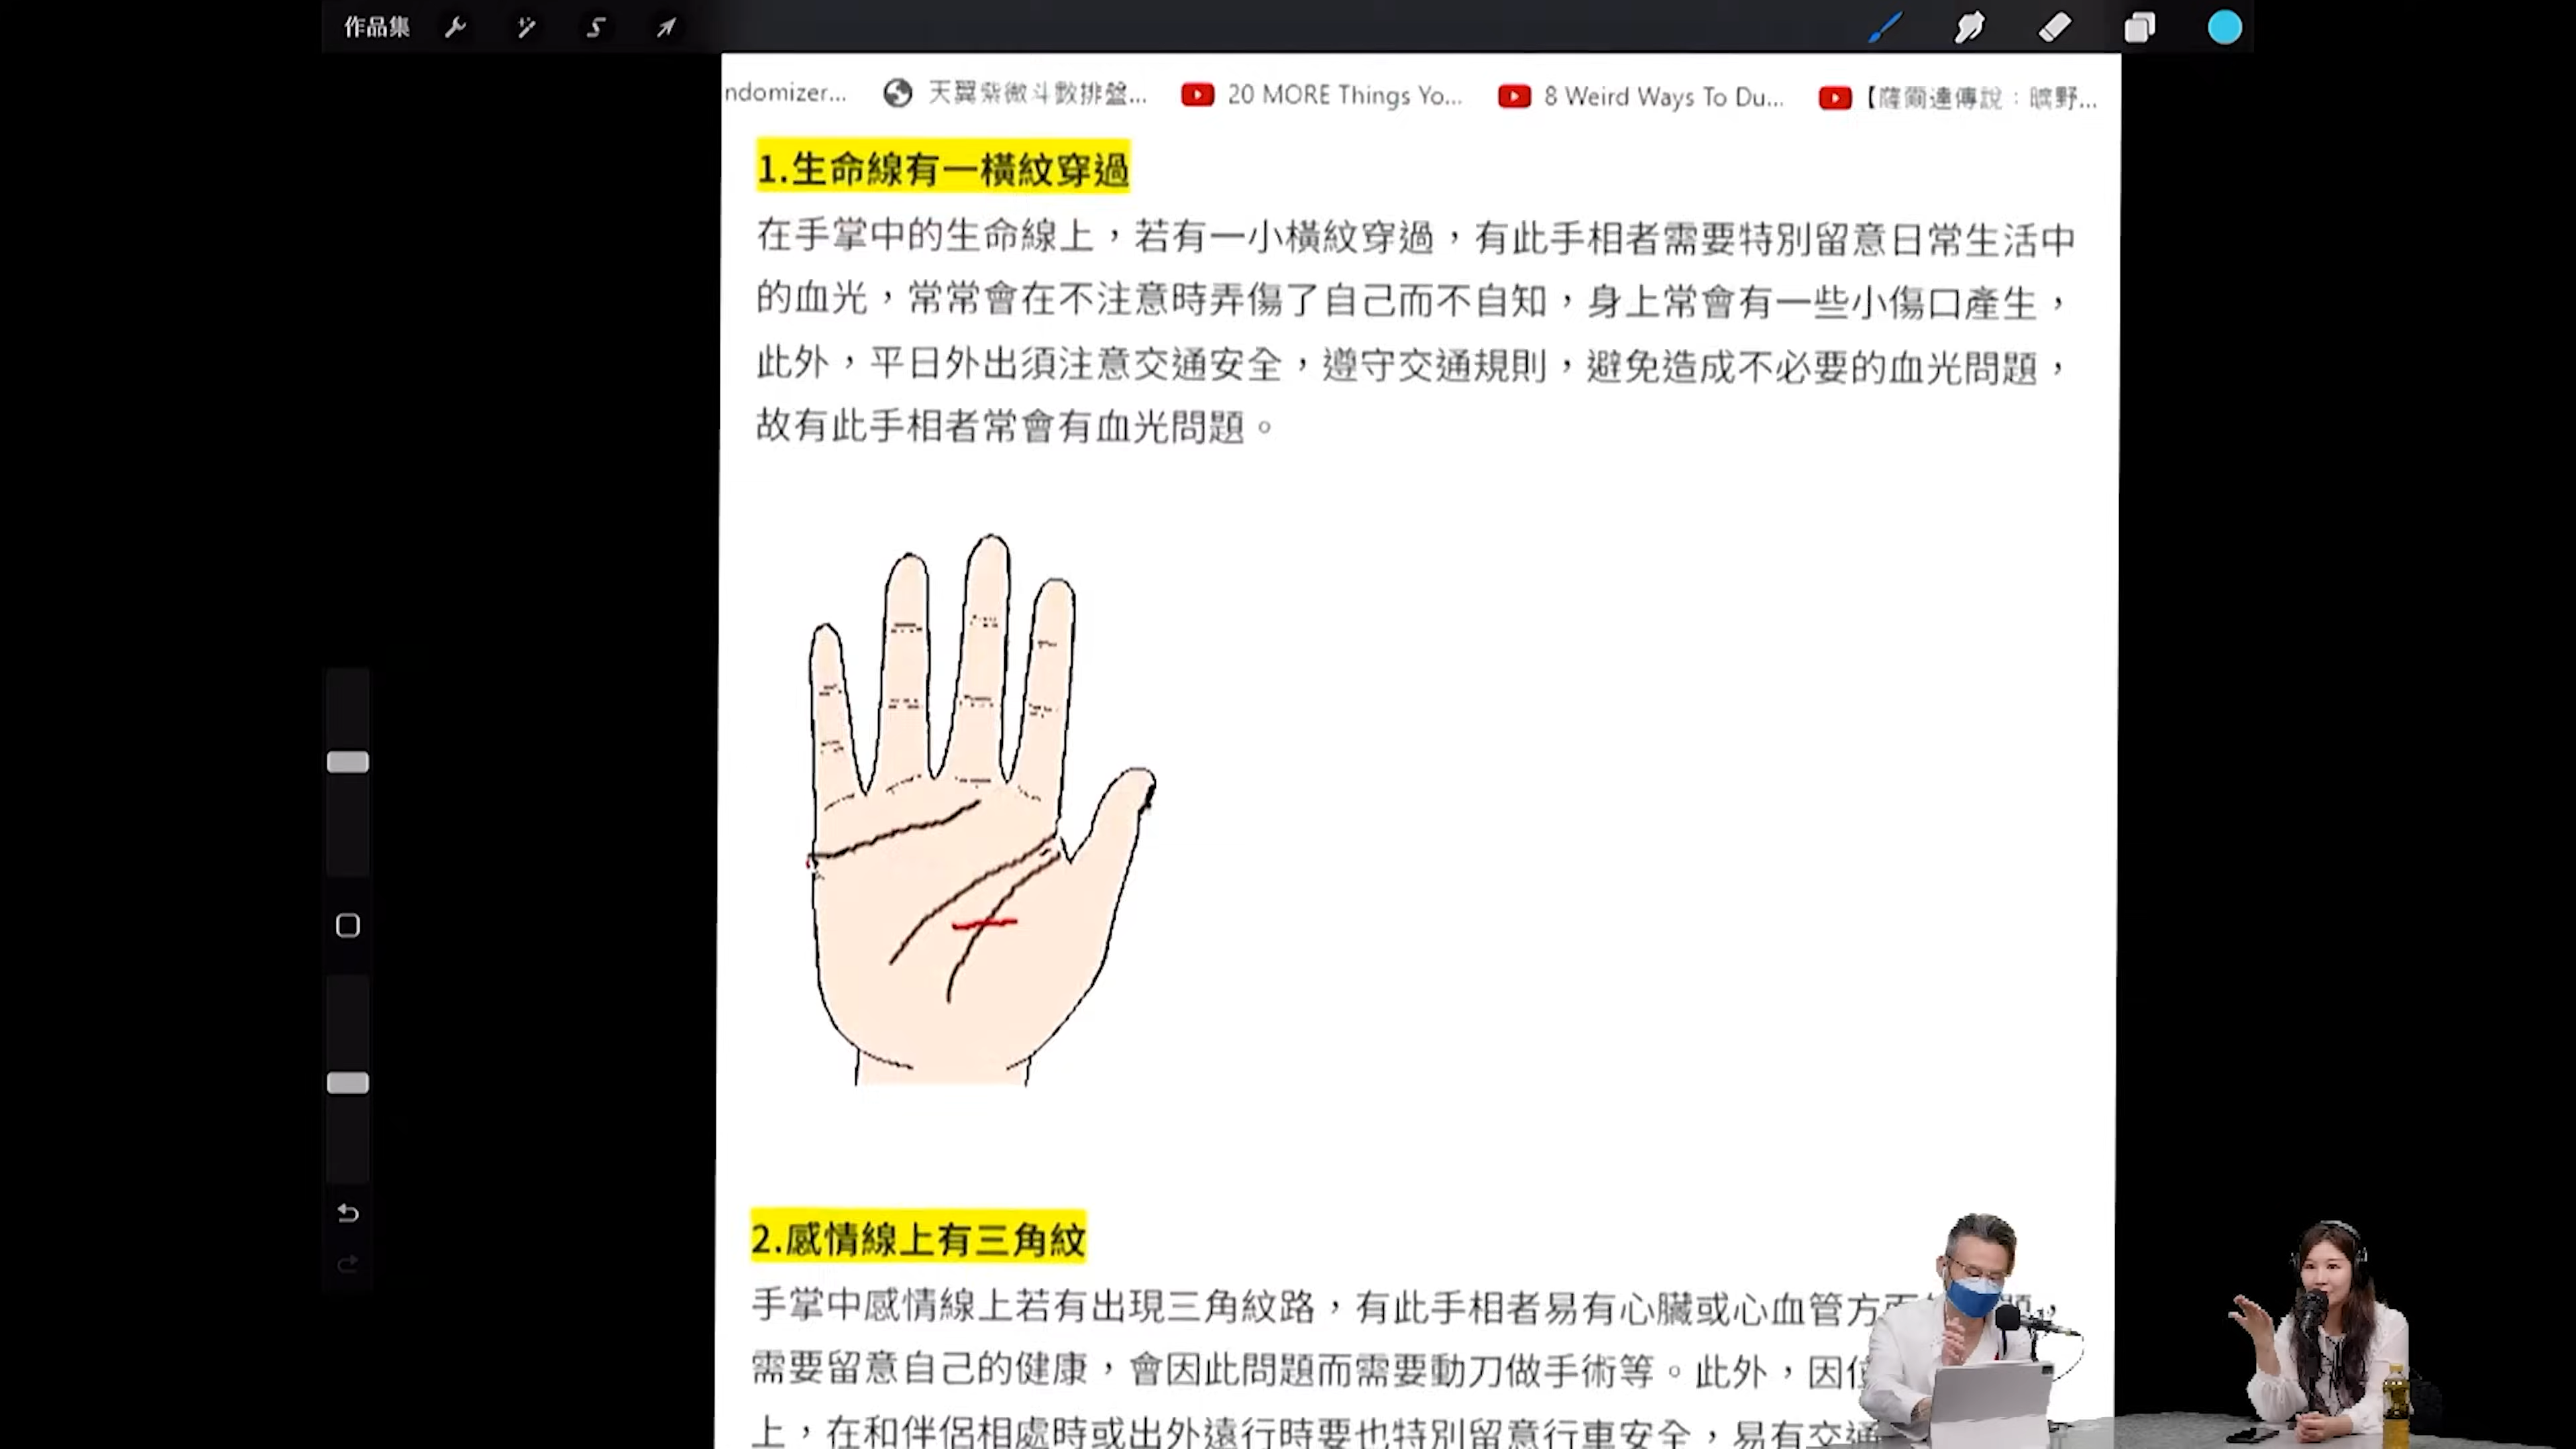 作品集
ndomizer...
天翼紫微斗數排盤...
20 MORE Things Yo...
8 Weird Ways To Du...
【薩爾達傳說：曠野...
1.生命線有一橫紋穿過
在手掌中的生命線上，若有一小橫紋穿過，有此手相者需要特別留意日常生活中
的血光，常常會在不注意時弄傷了自己而不自知，身上常會有一些小傷口產生，
此外，平日外出須注意交通安全，遵守交通規則，避免造成不必要的血光問題，
故有此手相者常會有血光問題。
2.感情線上有三角紋
手掌中感情線上若有出現三角紋路，有此手相者易有心臟或心血管方
需要留意自己的健康，會因此問題而需要動刀做手術等。此外，因
上，在和伴侶相處時或出外遠行時要也特別留意行車安全，易有交通